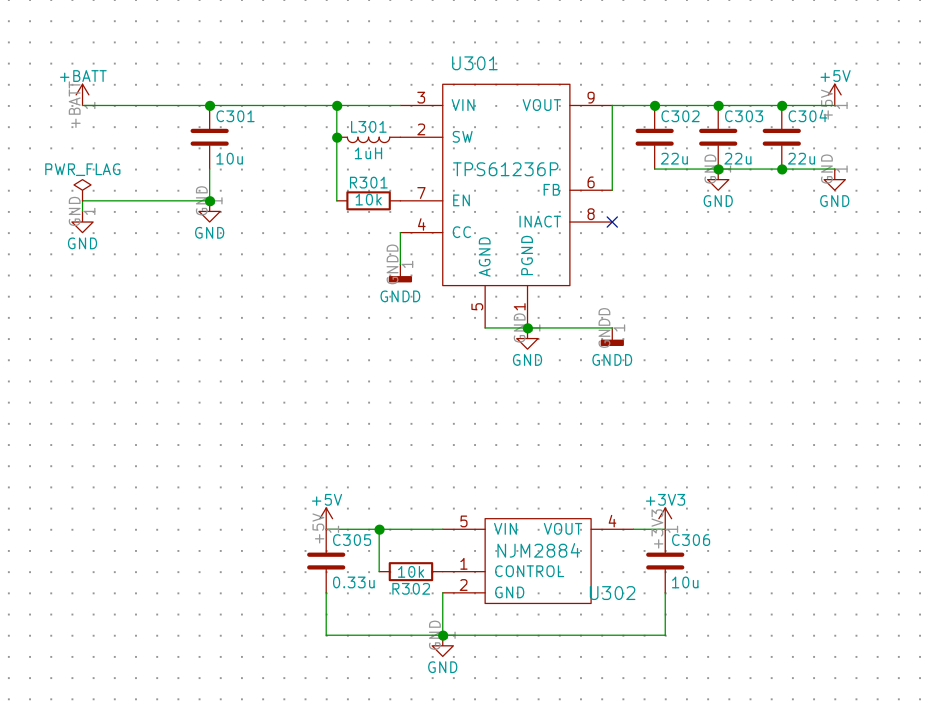 U301
+BATT
+BATT
1
PWR_FLAG
GND
1
GND
C301
10u
GND
1
GND
L301
1uH
R301
10k
3
VIN
2
SW
7
EN
4
CC
TPS61236P
VOUT
9
FB
6
INACT
8
AGND
PGND
5
1
GNDD
1
GNDD
GND
1
GND
GNDD
1
GNDD
C302
22u
C303
22u
GND
1
GND
C304
22u
+5V
+5V
1
GND
1
GND
+5V
+5V
1
C305
0.33u
10k
R302
5
VIN
1
CONTROL
2
GND
NJM2884
VOUT
4
U302
+3V3
+3V3
1
C306
10u
GND
1
GND